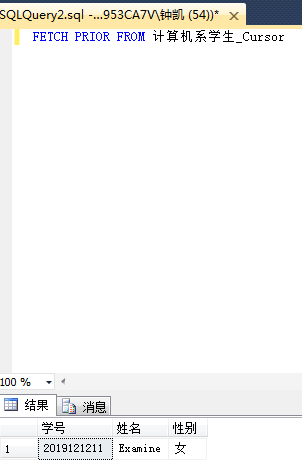 SQLQuery2.sql -...953CA7V\钟凯 (54))* ×
FETCH PRIOR FROM 计算机系学生_Cursor
100 %
结果 消息
学号 姓名 性别
1 2019121211 Examine 女